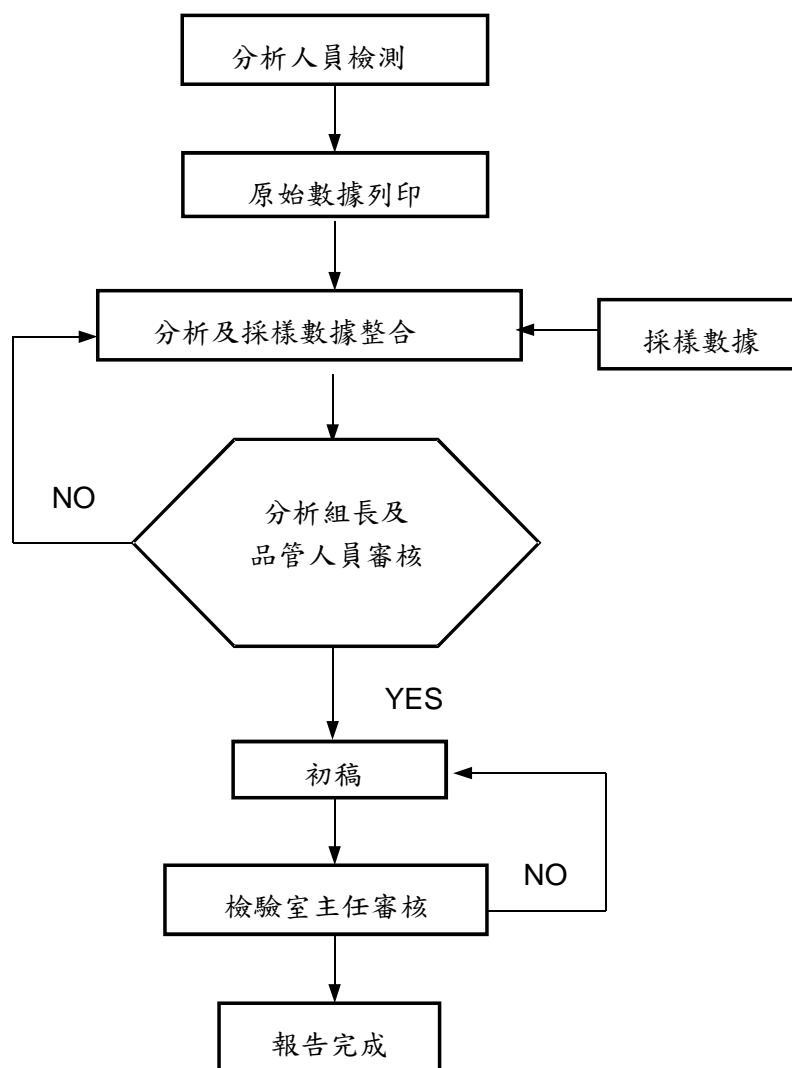 分析人員檢測
原始數據列印
分析及採樣數據整合
採樣數據
NO
分析組長及
品管人員審核
YES
初稿
NO
檢驗室主任審核
報告完成